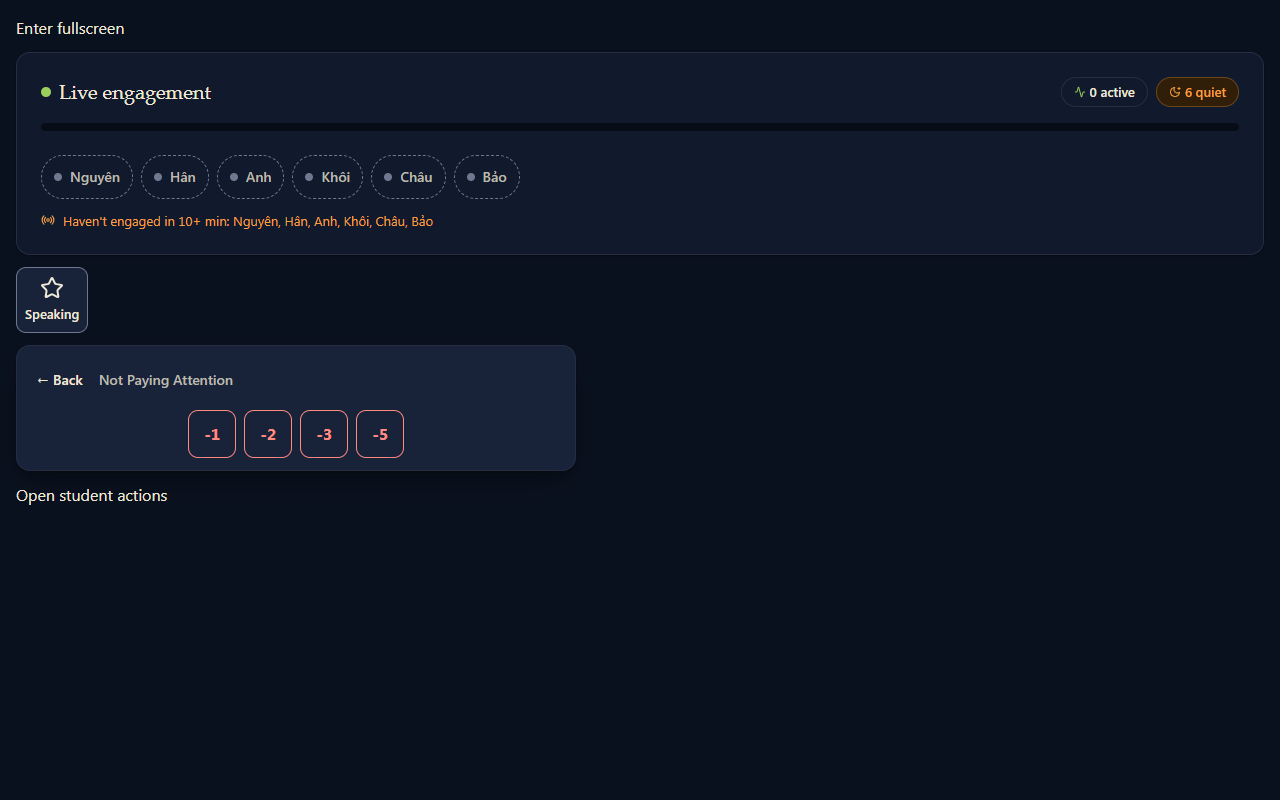 Enter fullscreen
Live engagement
0 active
6 quiet
Nguyên
Hân
Anh
Khôi
Châu
Bảo
Haven't engaged in 10+ min: Nguyên, Hân, Anh, Khôi, Châu, Bảo
Speaking
← Back
Not Paying Attention
-1
-2
-3
-5
Open student actions